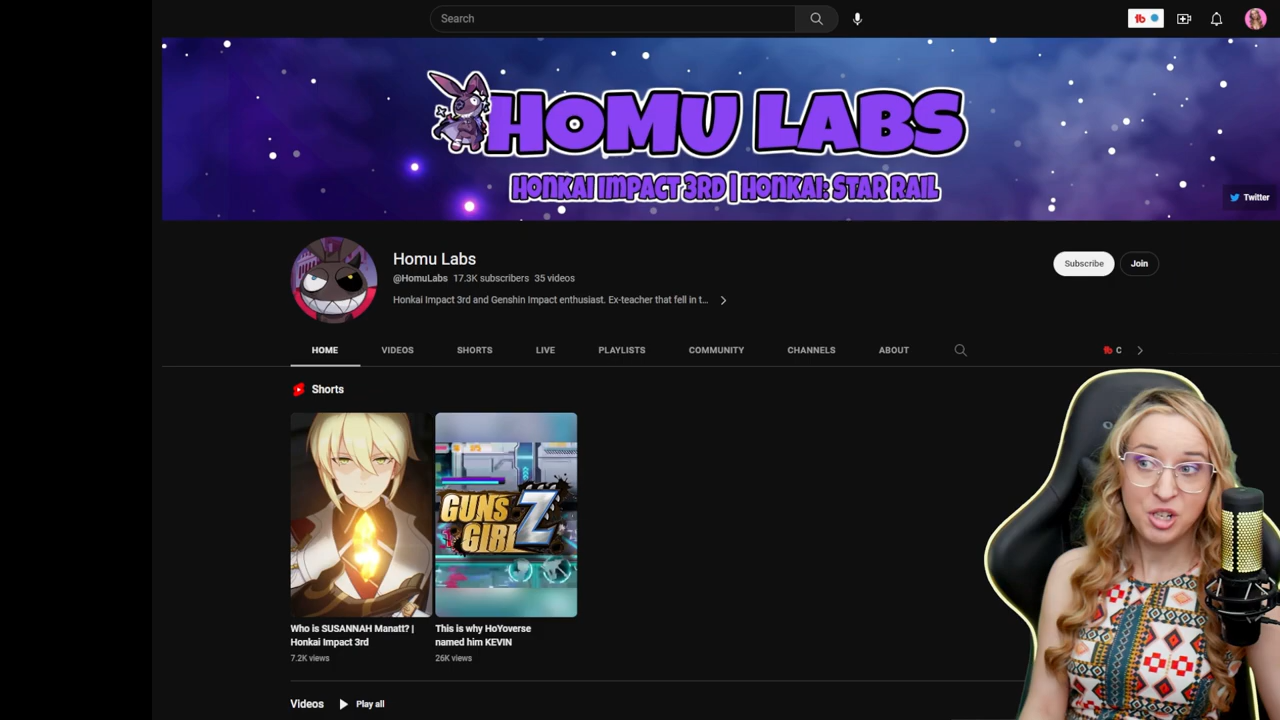 Search
HOMU LABS
HONKAI IMPACT 3RD | HONKAI: STAR RAIL
Twitter
Homu Labs
@HomuLabs 17.3K subscribers 35 videos
Honkai Impact 3rd and Genshin Impact enthusiast. Ex-teacher that fell in t...
Subscribe
Join
HOME
VIDEOS
SHORTS
LIVE
PLAYLISTS
COMMUNITY
CHANNELS
ABOUT
C
Shorts
GUNS
GIRL
Z
Who is SUSANNAH Manatt? |
Honkai Impact 3rd
7.2K views
This is why HoYoverse
named him KEVIN
26K views
Videos
Play all